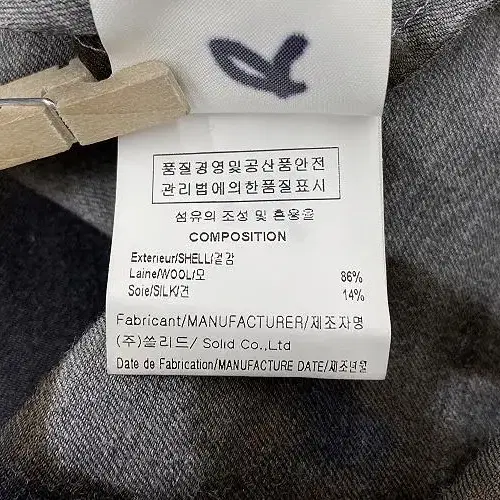 품질경영및공산품안전
관리법에의한품질표시
섬유의 조성 및 혼용율
COMPOSITION
Exterieur/SHELL/겉감
Laine/WOOL/모 86%
Soie/SILK/견 14%
Fabricant/MANUFACTURER/제조자명
(주)쏠리드/ Solid Co.,Ltd
Date de Fabrication/MANUFACTURE DATE/제조년월